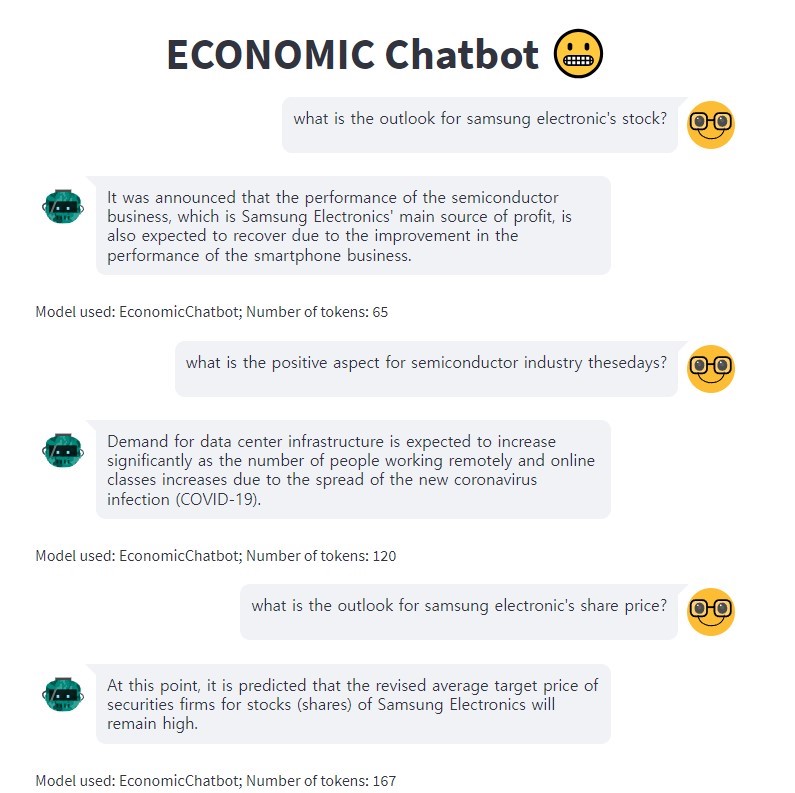 ECONOMIC Chatbot
what is the outlook for samsung electronic's stock?
It was announced that the performance of the semiconductor
business, which is Samsung Electronics' main source of profit, is
also expected to recover due to the improvement in the
performance of the smartphone business.
Model used: EconomicChatbot; Number of tokens: 65
what is the positive aspect for semiconductor industry thesedays?
Demand for data center infrastructure is expected to increase
significantly as the number of people working remotely and online
classes increases due to the spread of the new coronavirus
infection (COVID-19).
Model used: EconomicChatbot; Number of tokens: 120
what is the outlook for samsung electronic's share price?
At this point, it is predicted that the revised average target price of
securities firms for stocks (shares) of Samsung Electronics will
remain high.
Model used: EconomicChatbot; Number of tokens: 167